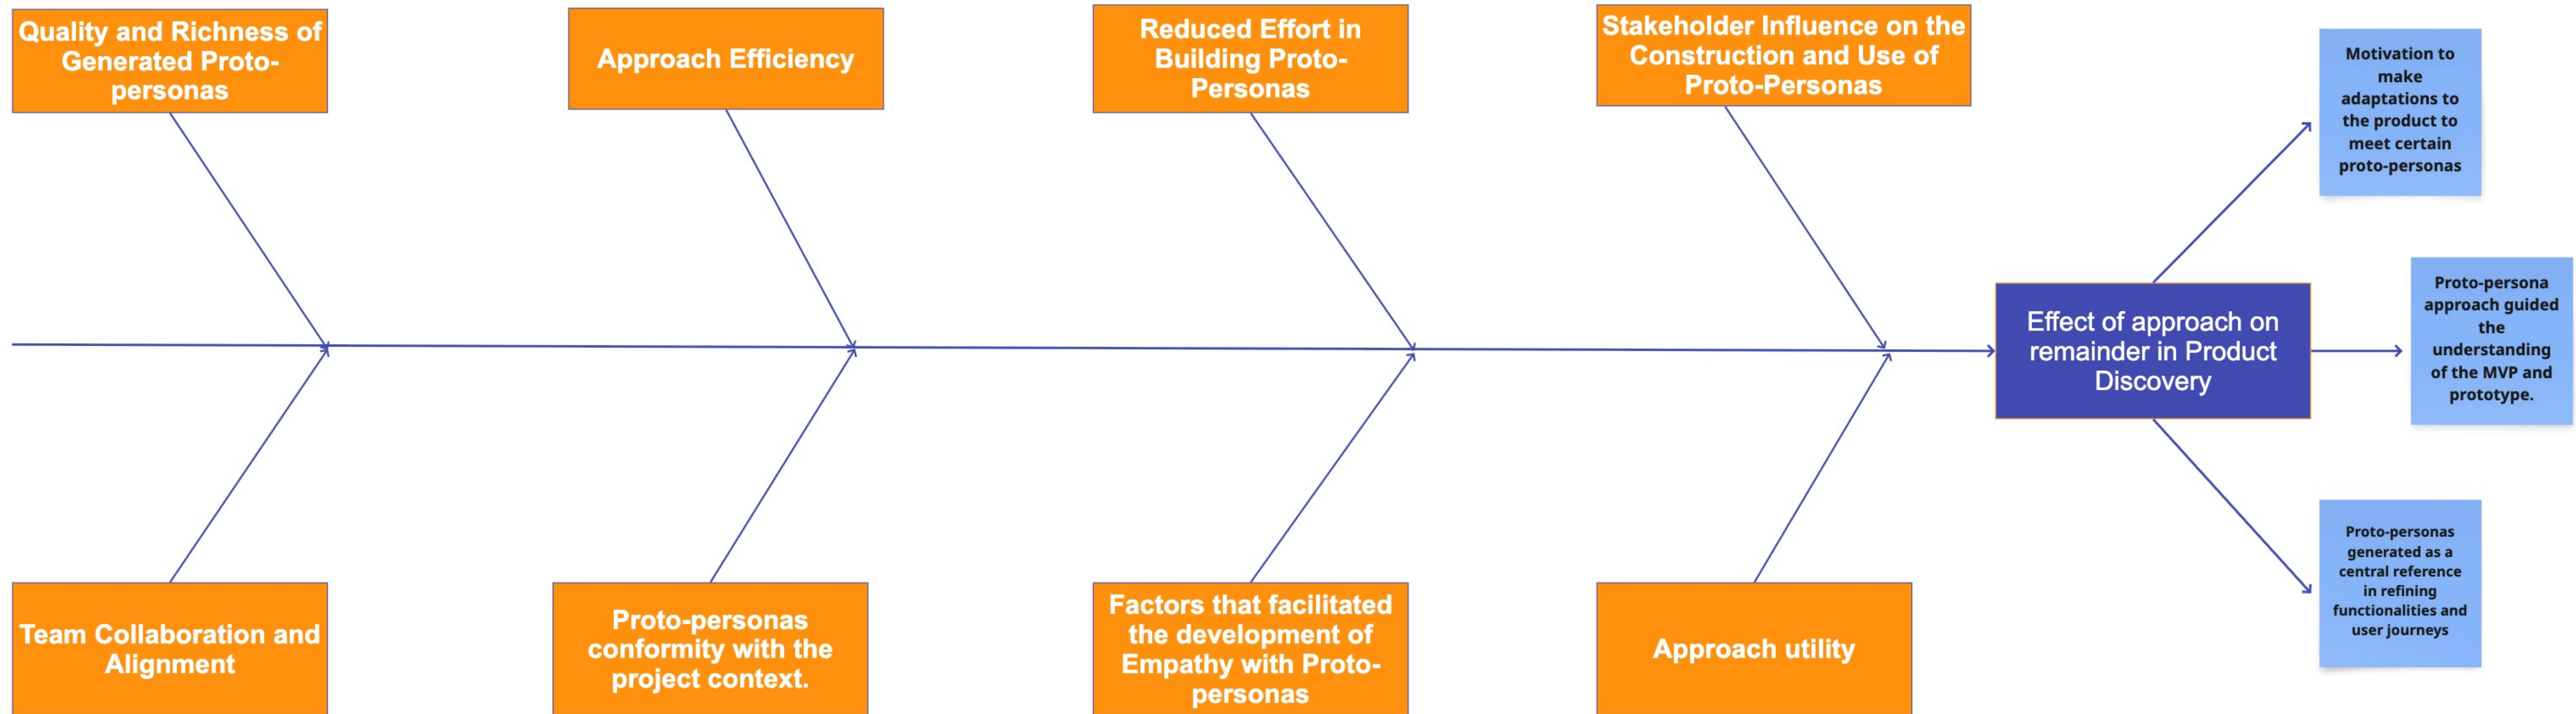 Quality and Richness of
Generated Proto-
personas
Approach Efficiency
Reduced Effort in
Building Proto-
Personas
Stakeholder Influence on the
Construction and Use of
Proto-Personas
Motivation to
make
adaptations to
the product to
meet certain
proto-personas
Effect of approach on
remainder in Product
Discovery
Proto-persona
approach guided
the
understanding
of the MVP and
prototype.
Proto-personas
generated as a
central reference
in refining
functionalities and
user journeys
Team Collaboration and
Alignment
Proto-personas
conformity with the
project context.
Factors that facilitated
the development of
Empathy with Proto-
personas
Approach utility